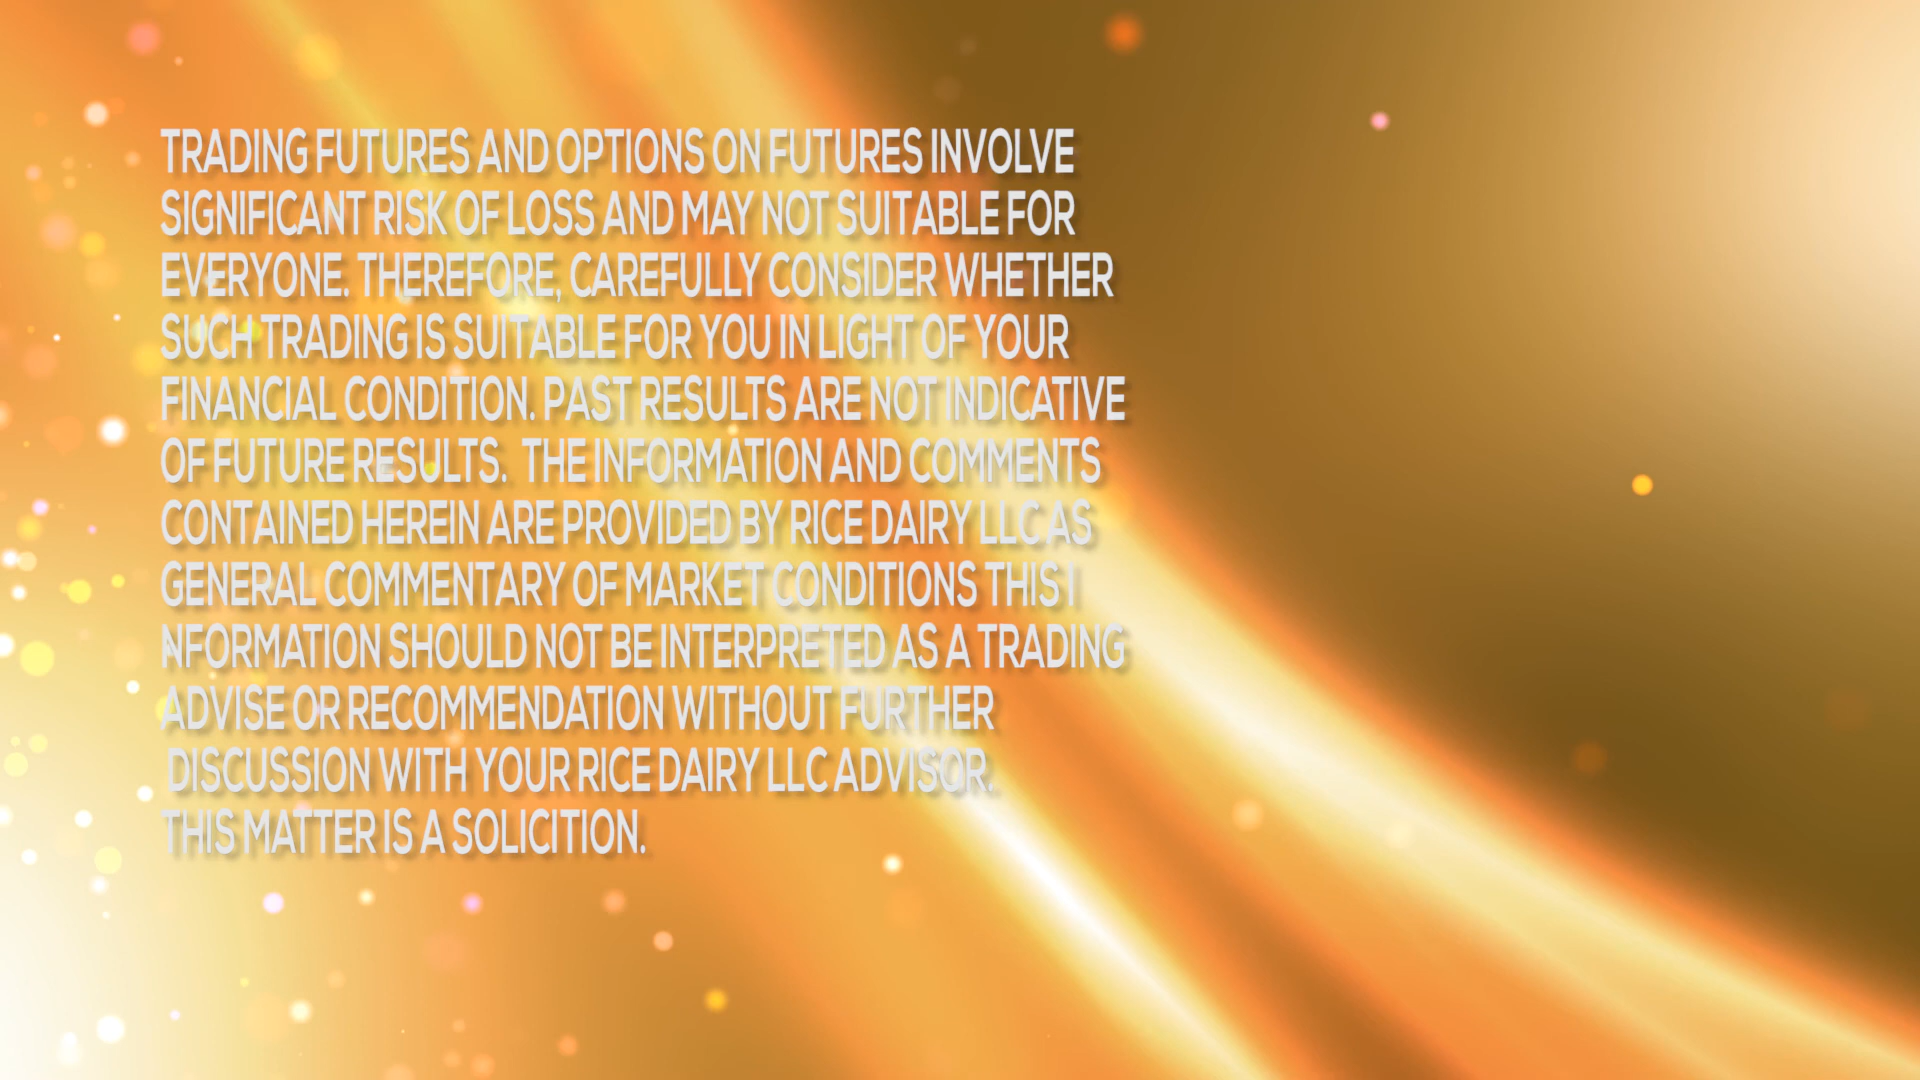 TRADING FUTURES AND OPTIONS ON FUTURES INVOLVE
SIGNIFICANT RISK OF LOSS AND MAY NOT SUITABLE FOR
EVERYONE. THEREFORE, CAREFULLY CONSIDER WHETHER
SUCH TRADING IS SUITABLE FOR YOU IN LIGHT OF YOUR
FINANCIAL CONDITION. PAST RESULTS ARE NOT INDICATIVE
OF FUTURE RESULTS. THE INFORMATION AND COMMENTS
CONTAINED HEREIN ARE PROVIDED BY RICE DAIRY LLC AS
GENERAL COMMENTARY OF MARKET CONDITIONS THIS I
NFORMATION SHOULD NOT BE INTERPRETED AS A TRADING
ADVISE OR RECOMMENDATION WITHOUT FURTHER
DISCUSSION WITH YOUR RICE DAIRY LLC ADVISOR.
THIS MATTER IS A SOLICITION.